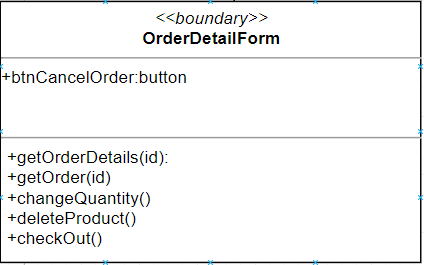 <<boundary>>
OrderDetailForm
+btnCancelOrder:button
+getOrderDetails(id):
+getOrder(id)
+changeQuantity()
+deleteProduct()
+checkOut()